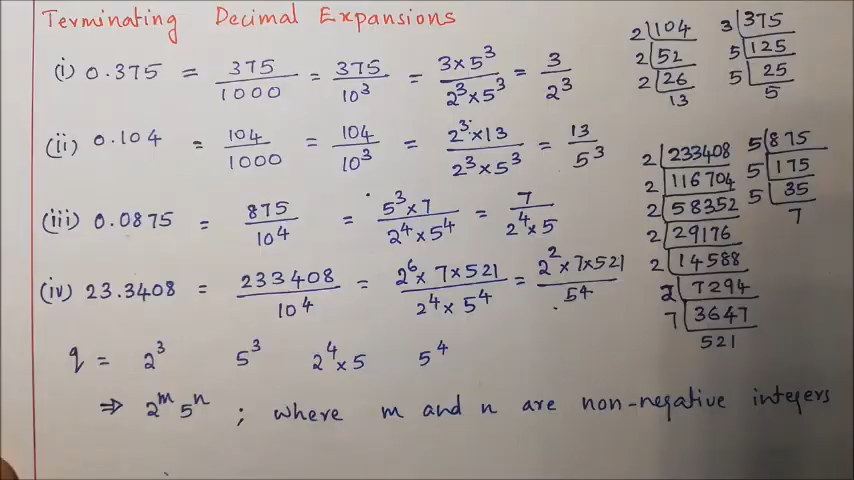 Terminating Decimal Expansions
(i) 0.375 = 375/1000 = 375/10³ = 3×5³/2³×5³ = 3/2³
(ii) 0.104 = 104/1000 = 104/10³ = 2³×13/2³×5³ = 13/5³
(iii) 0.0875 = 875/10⁴ = 5³×7/2⁴×5⁴ = 7/2⁴×5
(iv) 23.3408 = 233408/10⁴ = 2⁶×7×521/2⁴×5⁴ = 2²×7×521/5⁴
q = 2³ 5³ 2⁴×5 5⁴
⇒ 2ᵐ 5ⁿ ; where m and n are non-negative integers
2 104
2 52
2 26
13
3 375
5 125
5 25
5
2 233408
2 116704
2 58352
2 29176
2 14588
2 7294
7 3647
521
5 875
5 175
5 35
7